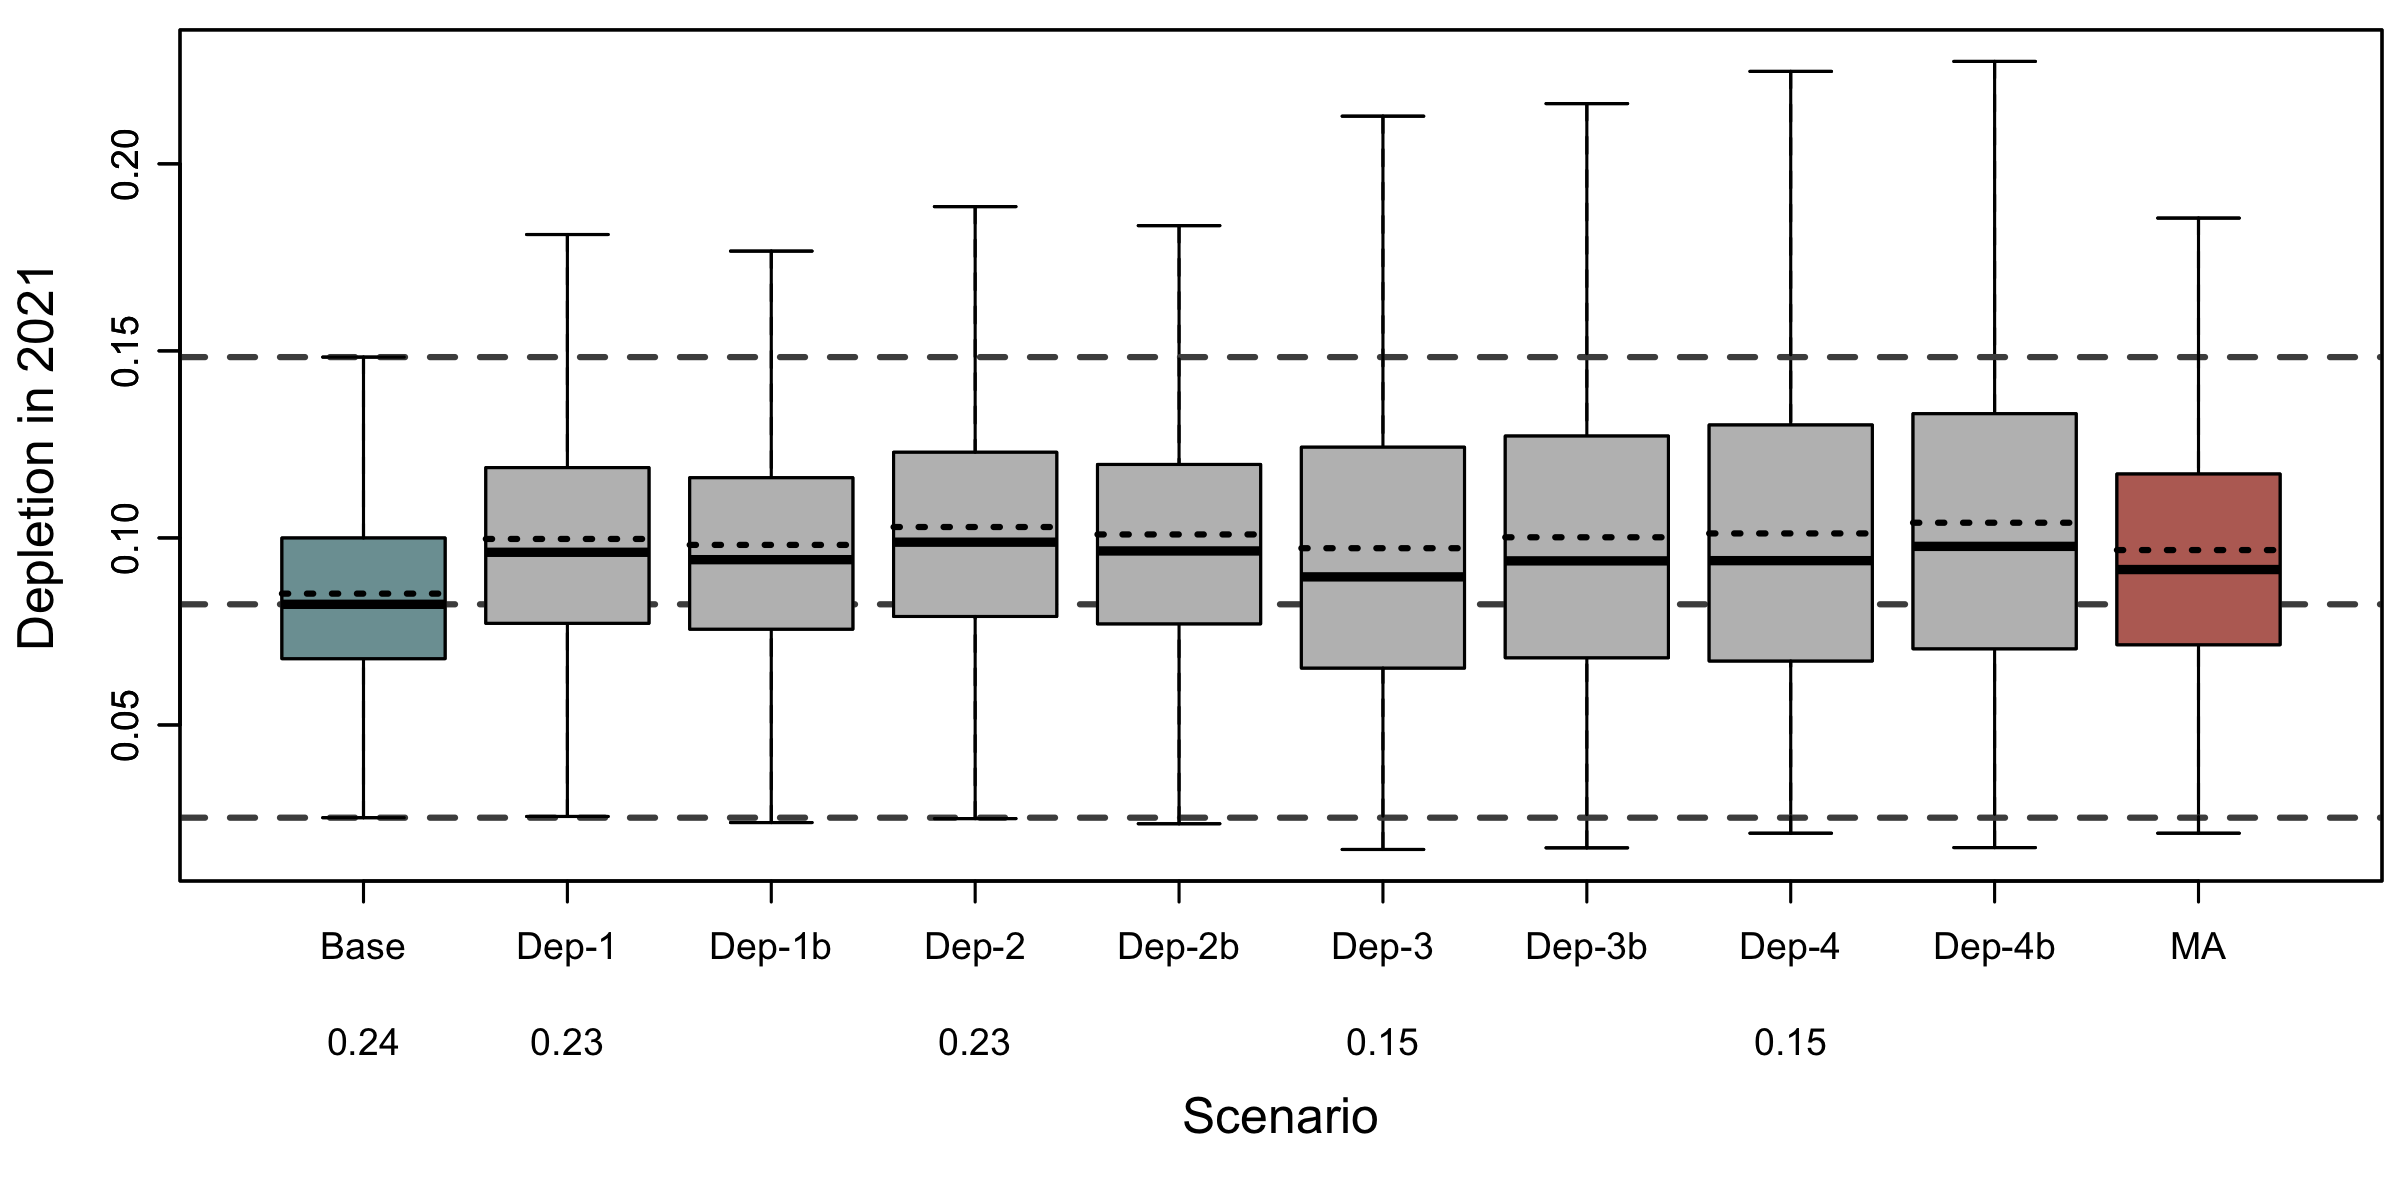 Depletion in 2021
0.20
0.15
0.10
0.05
Base Dep-1 Dep-1b Dep-2 Dep-2b Dep-3 Dep-3b Dep-4 Dep-4b MA
0.24 0.23 0.23 0.15 0.15
Scenario